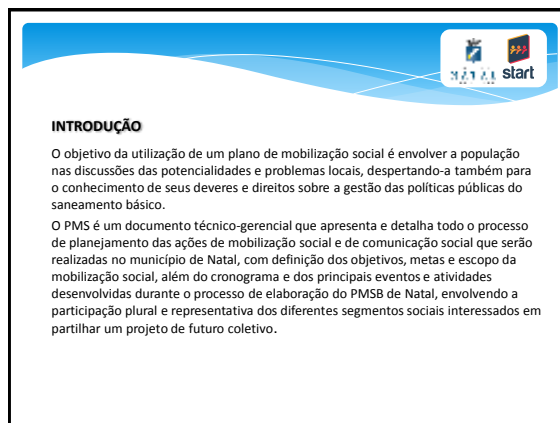 NATAL
start
INTRODUÇÃO
O objetivo da utilização de um plano de mobilização social é envolver a população
nas discussões das potencialidades e problemas locais, despertando-a também para
o conhecimento de seus deveres e direitos sobre a gestão das políticas públicas do
saneamento básico.
O PMS é um documento técnico-gerencial que apresenta e detalha todo o processo
de planejamento das ações de mobilização social e de comunicação social que serão
realizadas no município de Natal, com definição dos objetivos, metas e escopo da
mobilização social, além do cronograma e dos principais eventos e atividades
desenvolvidas durante o processo de elaboração do PMSB de Natal, envolvendo a
participação plural e representativa dos diferentes segmentos sociais interessados em
partilhar um projeto de futuro coletivo.